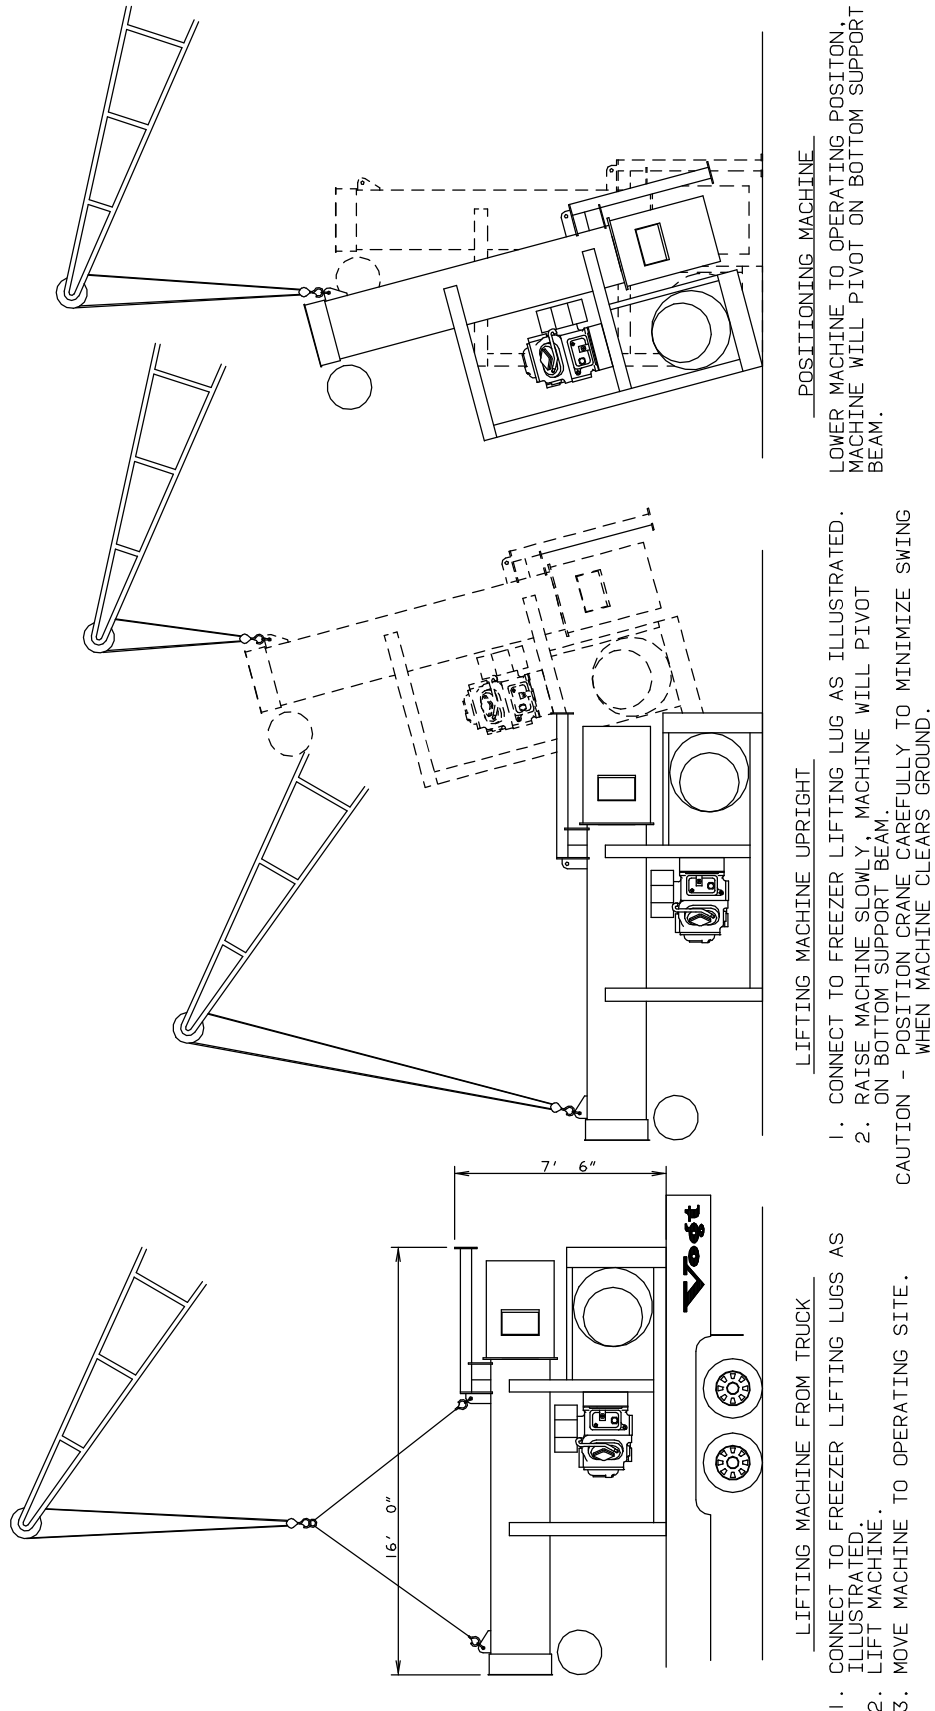 16' 0"
7' 6"
Vogt
LIFTING MACHINE FROM TRUCK
1. CONNECT TO FREEZER LIFTING LUGS AS
ILLUSTRATED.
2. LIFT MACHINE.
3. MOVE MACHINE TO OPERATING SITE.
LIFTING MACHINE UPRIGHT
1. CONNECT TO FREEZER LIFTING LUG AS ILLUSTRATED.
2. RAISE MACHINE SLOWLY, MACHINE WILL PIVOT
ON BOTTOM SUPPORT BEAM.
CAUTION - POSITION CRANE CAREFULLY TO MINIMIZE SWING
WHEN MACHINE CLEARS GROUND.
POSITIONING MACHINE
LOWER MACHINE TO OPERATING POSITON,
MACHINE WILL PIVOT ON BOTTOM SUPPORT
BEAM.